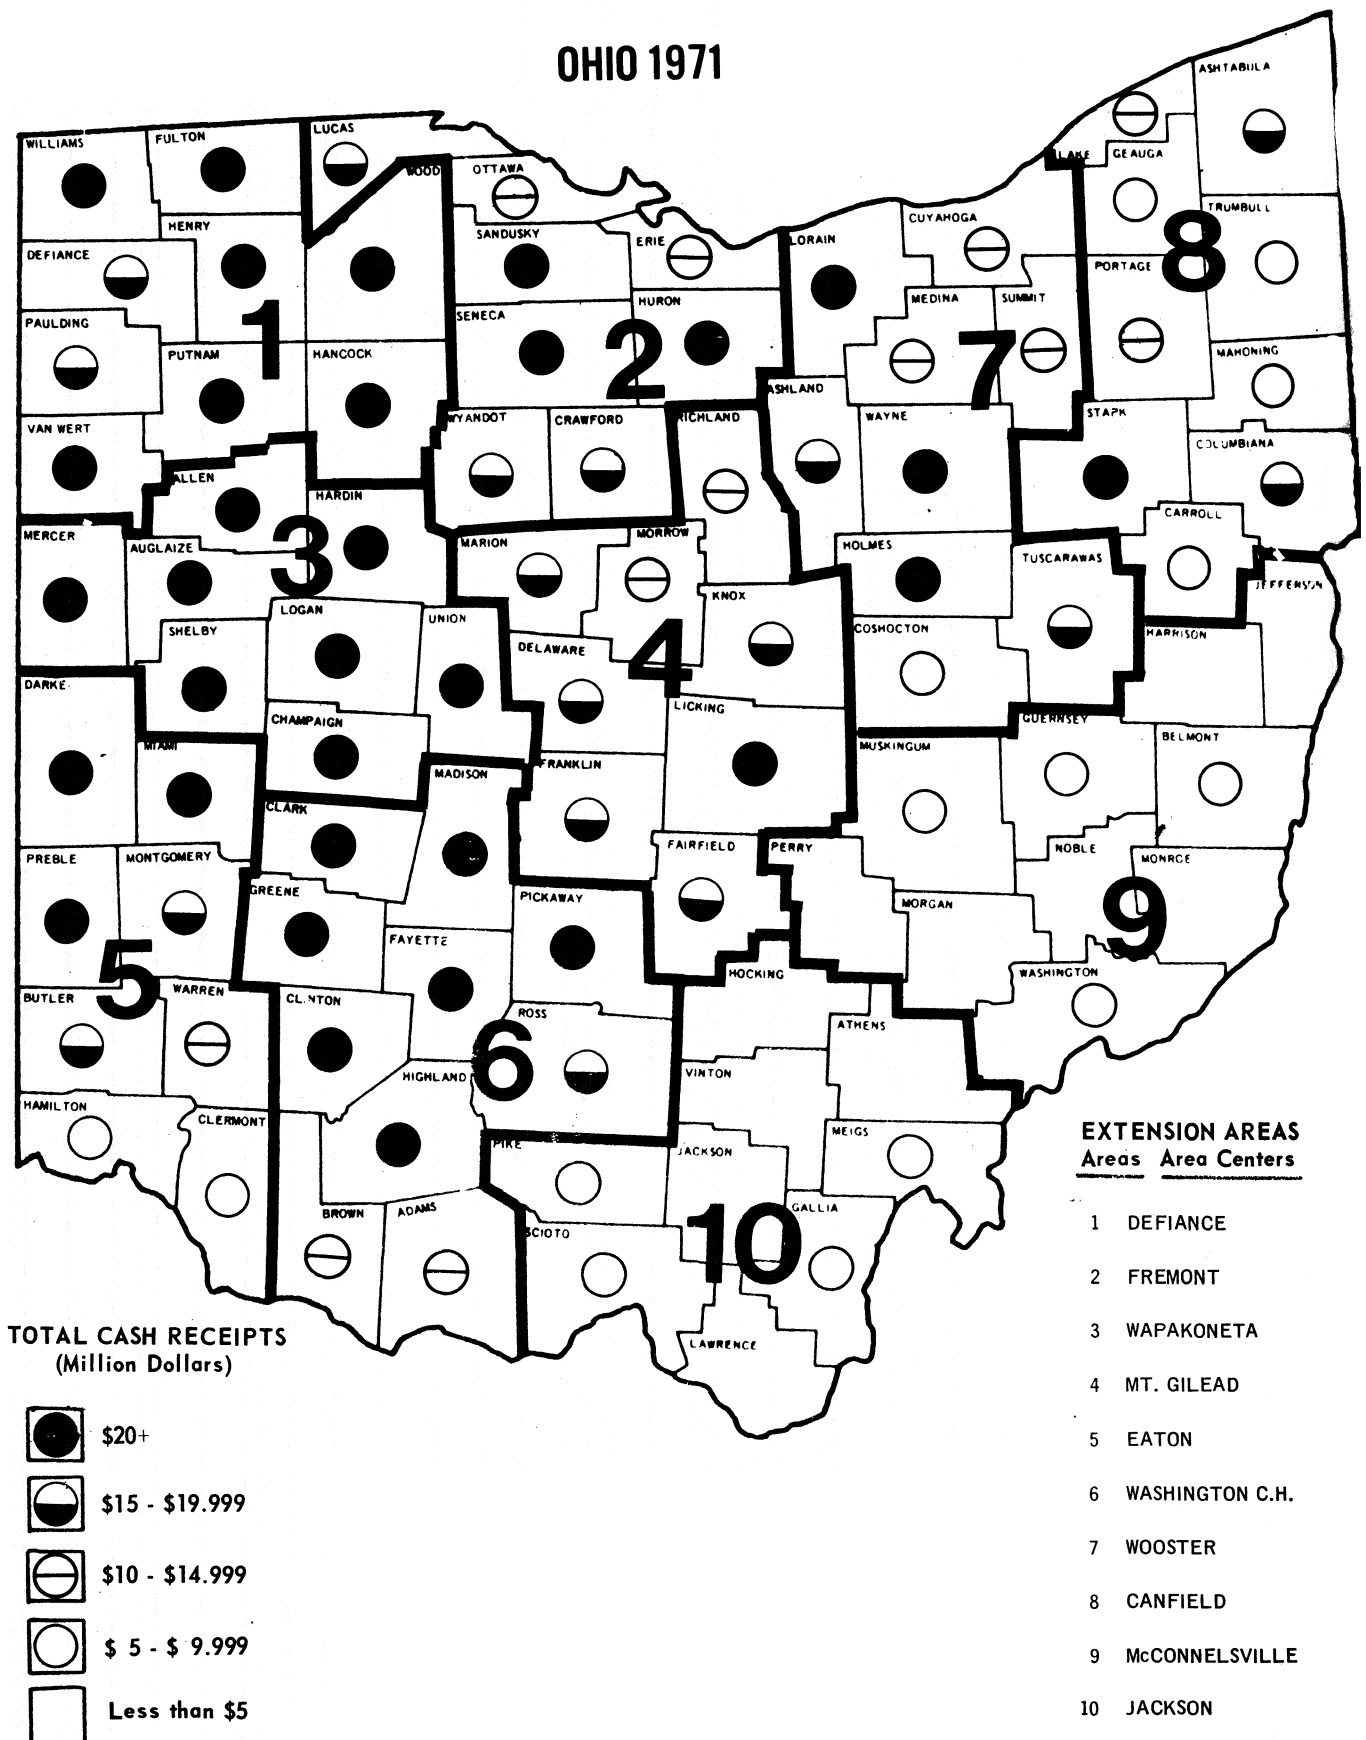 OHIO 1971
ASHTABULA
LUCAS
FULTON
WILLIAMS
LAKE
GEAUGA
WOOD
OTTAWA
TRUMBULL
CUYAHOGA
HENRY
SANDUSKY
ERIE
LORAIN
8
DEFIANCE
PORTAGE
MEDINA
SUMMIT
HURON
SENECA
PAULDING
1
2
7
PUTNAM
HANCOCK
MAHONING
ASHLAND
WYANDOT
CRAWFORD
RICHLAND
WAYNE
STARK
VAN WERT
COLUMBIANA
ALLEN
HARDIN
CARROLL
MERCER
AUGLAIZE
3
MARION
MORROW
HOLMES
TUSCARAWAS
JEFFERSON
KNOX
LOGAN
UNION
SHELBY
COSHOCTON
HARRISON
DELAWARE
4
DARKE
LICKING
CHAMPAIGN
GUERNSEY
MIAMI
MUSKINGUM
BELMONT
MADISON
FRANKLIN
CLARK
FAIRFIELD
PERRY
NOBLE
MONROE
PREBLE
MONTGOMERY
GREENE
PICKAWAY
MORGAN
9
FAYETTE
5
HOCKING
WASHINGTON
BUTLER
WARREN
CLINTON
ROSS
ATHENS
6
HIGHLAND
VINTON
HAMILTON
CLERMONT
PIKE
JACKSON
MEIGS
BROWN
ADAMS
GALLIA
SCIOTO
10
LAWRENCE
TOTAL CASH RECEIPTS
(Million Dollars)
$20+
$15 - $19.999
$10 - $14.999
$ 5 - $ 9.999
Less than $5
EXTENSION AREAS
Areas Area Centers
1 DEFIANCE
2 FREMONT
3 WAPAKONETA
4 MT. GILEAD
5 EATON
6 WASHINGTON C.H.
7 WOOSTER
8 CANFIELD
9 McCONNELSVILLE
10 JACKSON